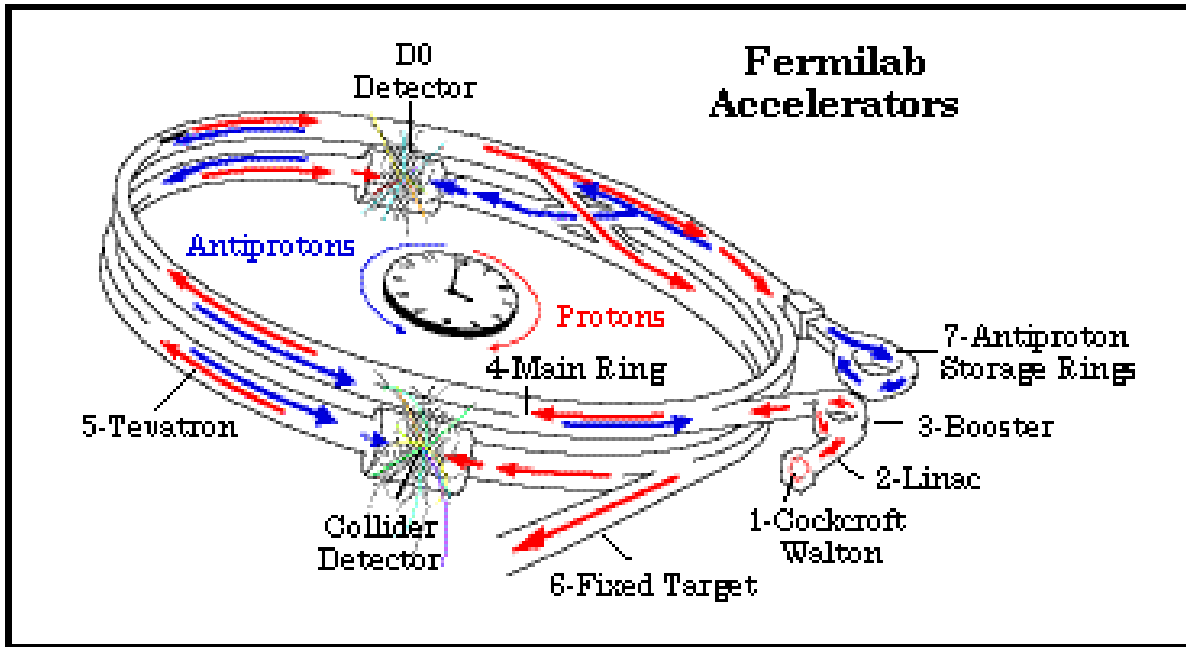 Fermilab
Accelerators
D0
Detector
Antiprotons
Protons
4-Main Ring
7-Antiproton
Storage Rings
5-Tevatron
3-Booster
2-Linac
1-Cockcroft
Walton
Collider
Detector
6-Fixed Target